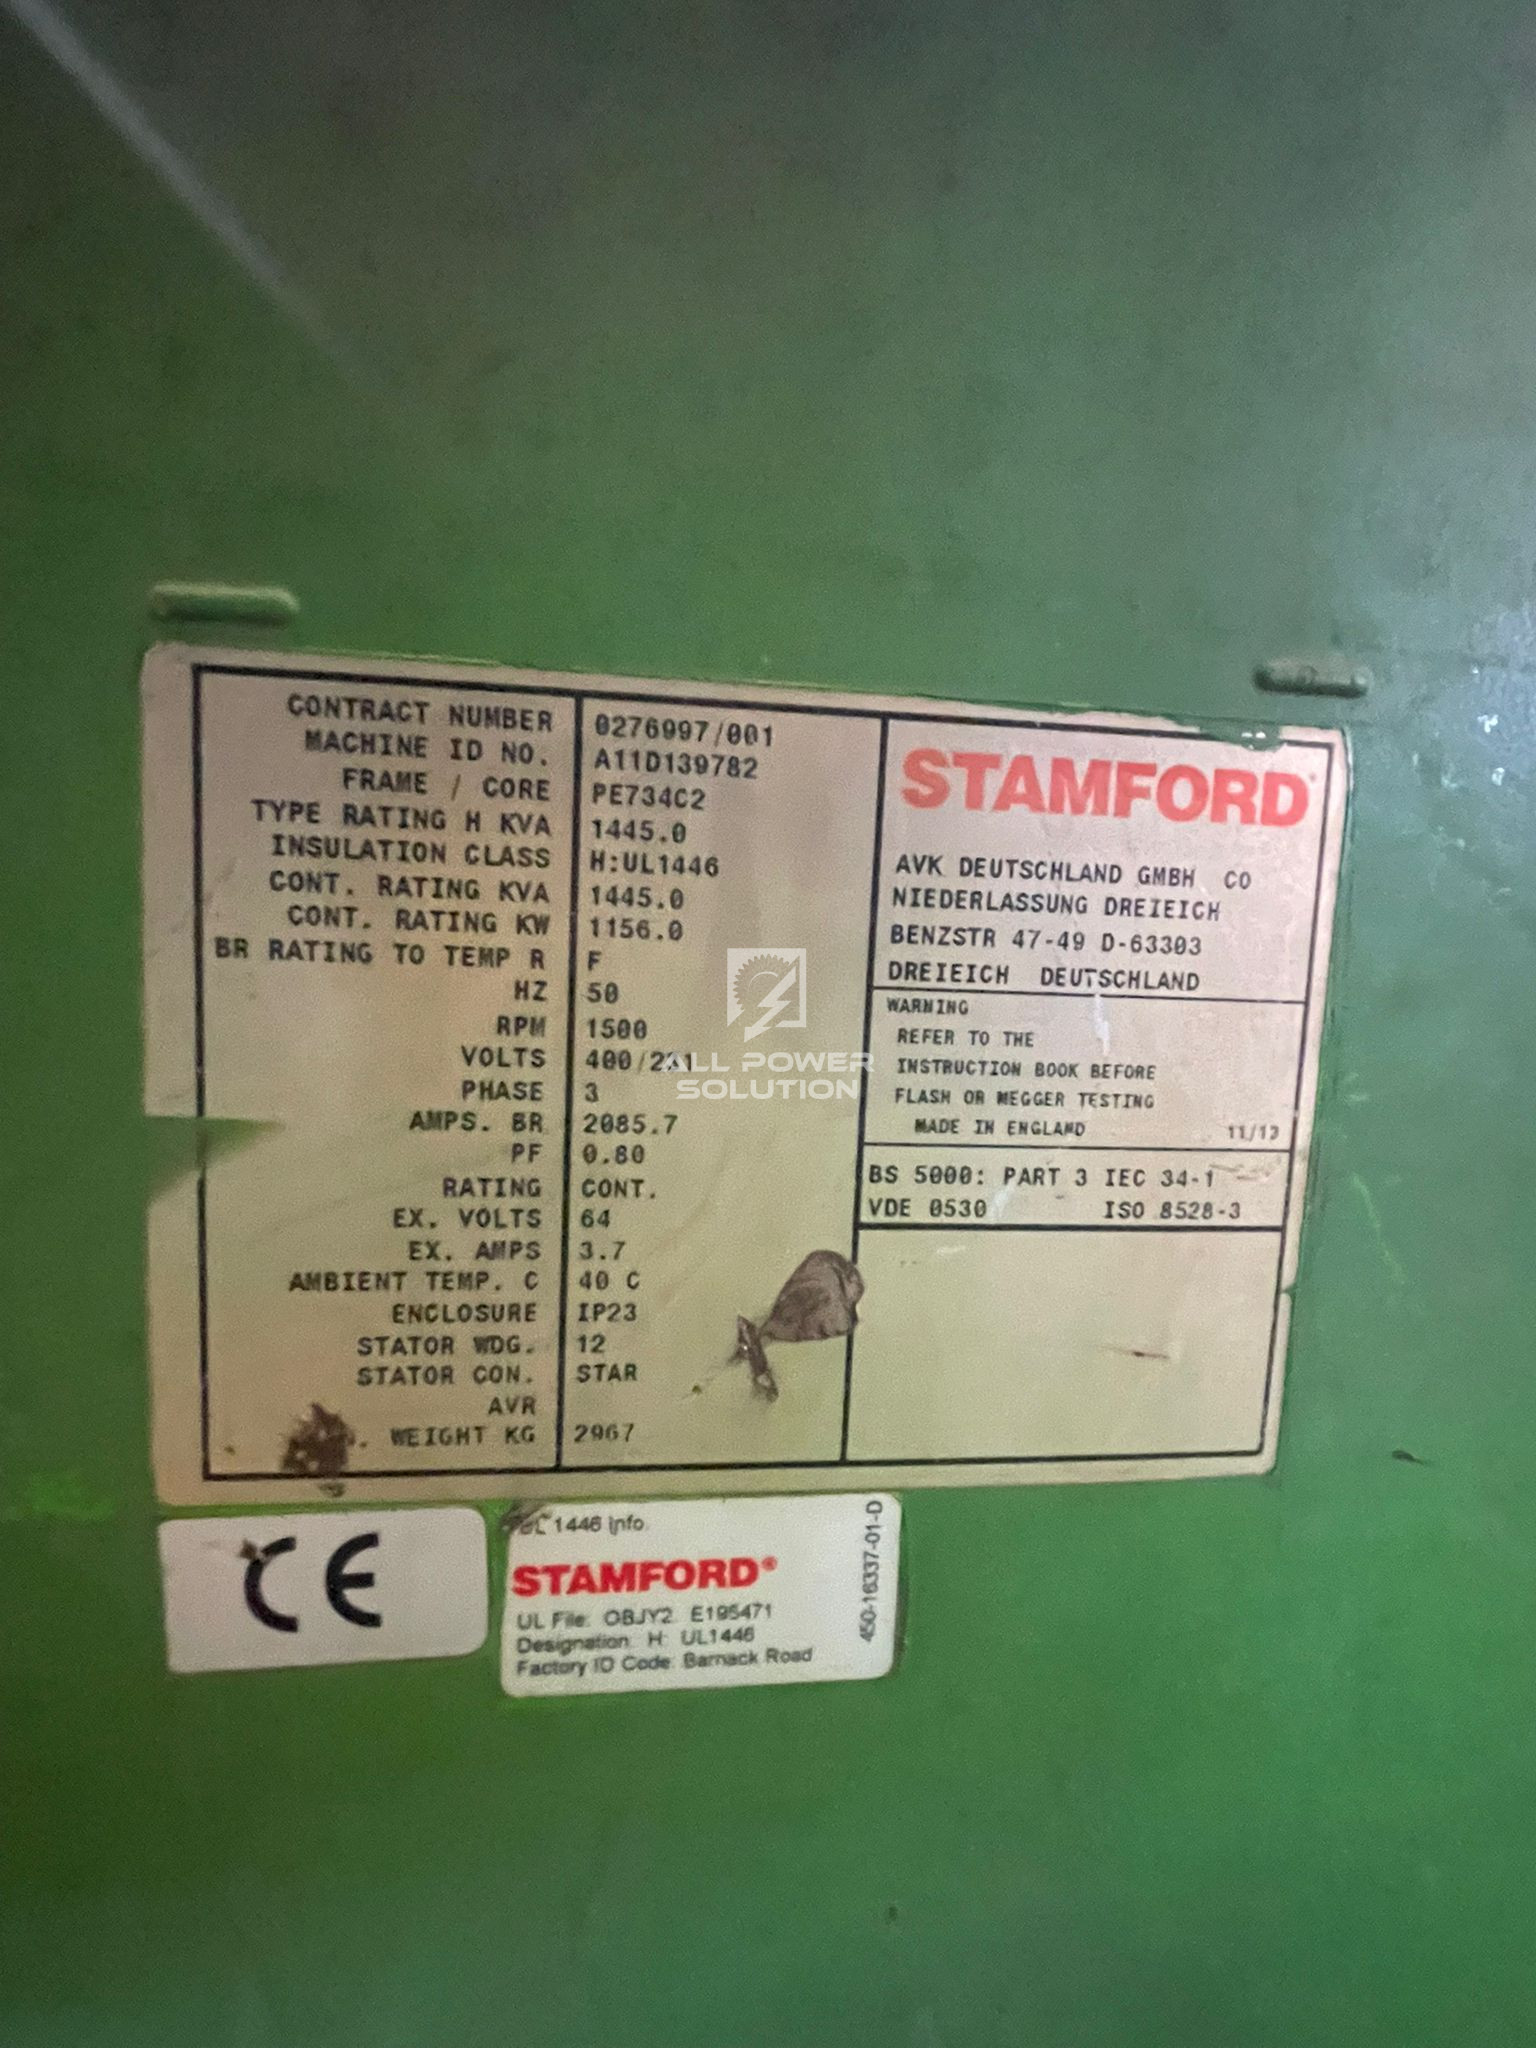 CONTRACT NUMBER 0276997/001
MACHINE ID NO. A11D139782
FRAME / CORE PE734C2
TYPE RATING H KVA 1445.0
INSULATION CLASS H:UL1446
CONT. RATING KVA 1445.0
CONT. RATING KW 1156.0
BR RATING TO TEMP R F
HZ 50
RPM 1500
VOLTS 400/231
PHASE 3
AMPS. BR 2085.7
PF 0.80
RATING CONT.
EX. VOLTS 64
EX. AMPS 3.7
AMBIENT TEMP. C 40 C
ENCLOSURE IP23
STATOR WDG. 12
STATOR CON. STAR
AVR
. WEIGHT KG 2967
STAMFORD
AVK DEUTSCHLAND GMBH CO
NIEDERLASSUNG DREIEICH
BENZSTR 47-49 D-63303
DREIEICH DEUTSCHLAND
WARNING
REFER TO THE
INSTRUCTION BOOK BEFORE
FLASH OR MEGGER TESTING
MADE IN ENGLAND
BS 5000: PART 3 IEC 34-1
VDE 0530 ISO 8528-3
ALL POWER
SOLUTION
CE
1446 Info.
STAMFORD®
UL File: OBJY2 E195471
Designation: H: UL1446
Factory ID Code: Barnack Road
450-16337-01-D